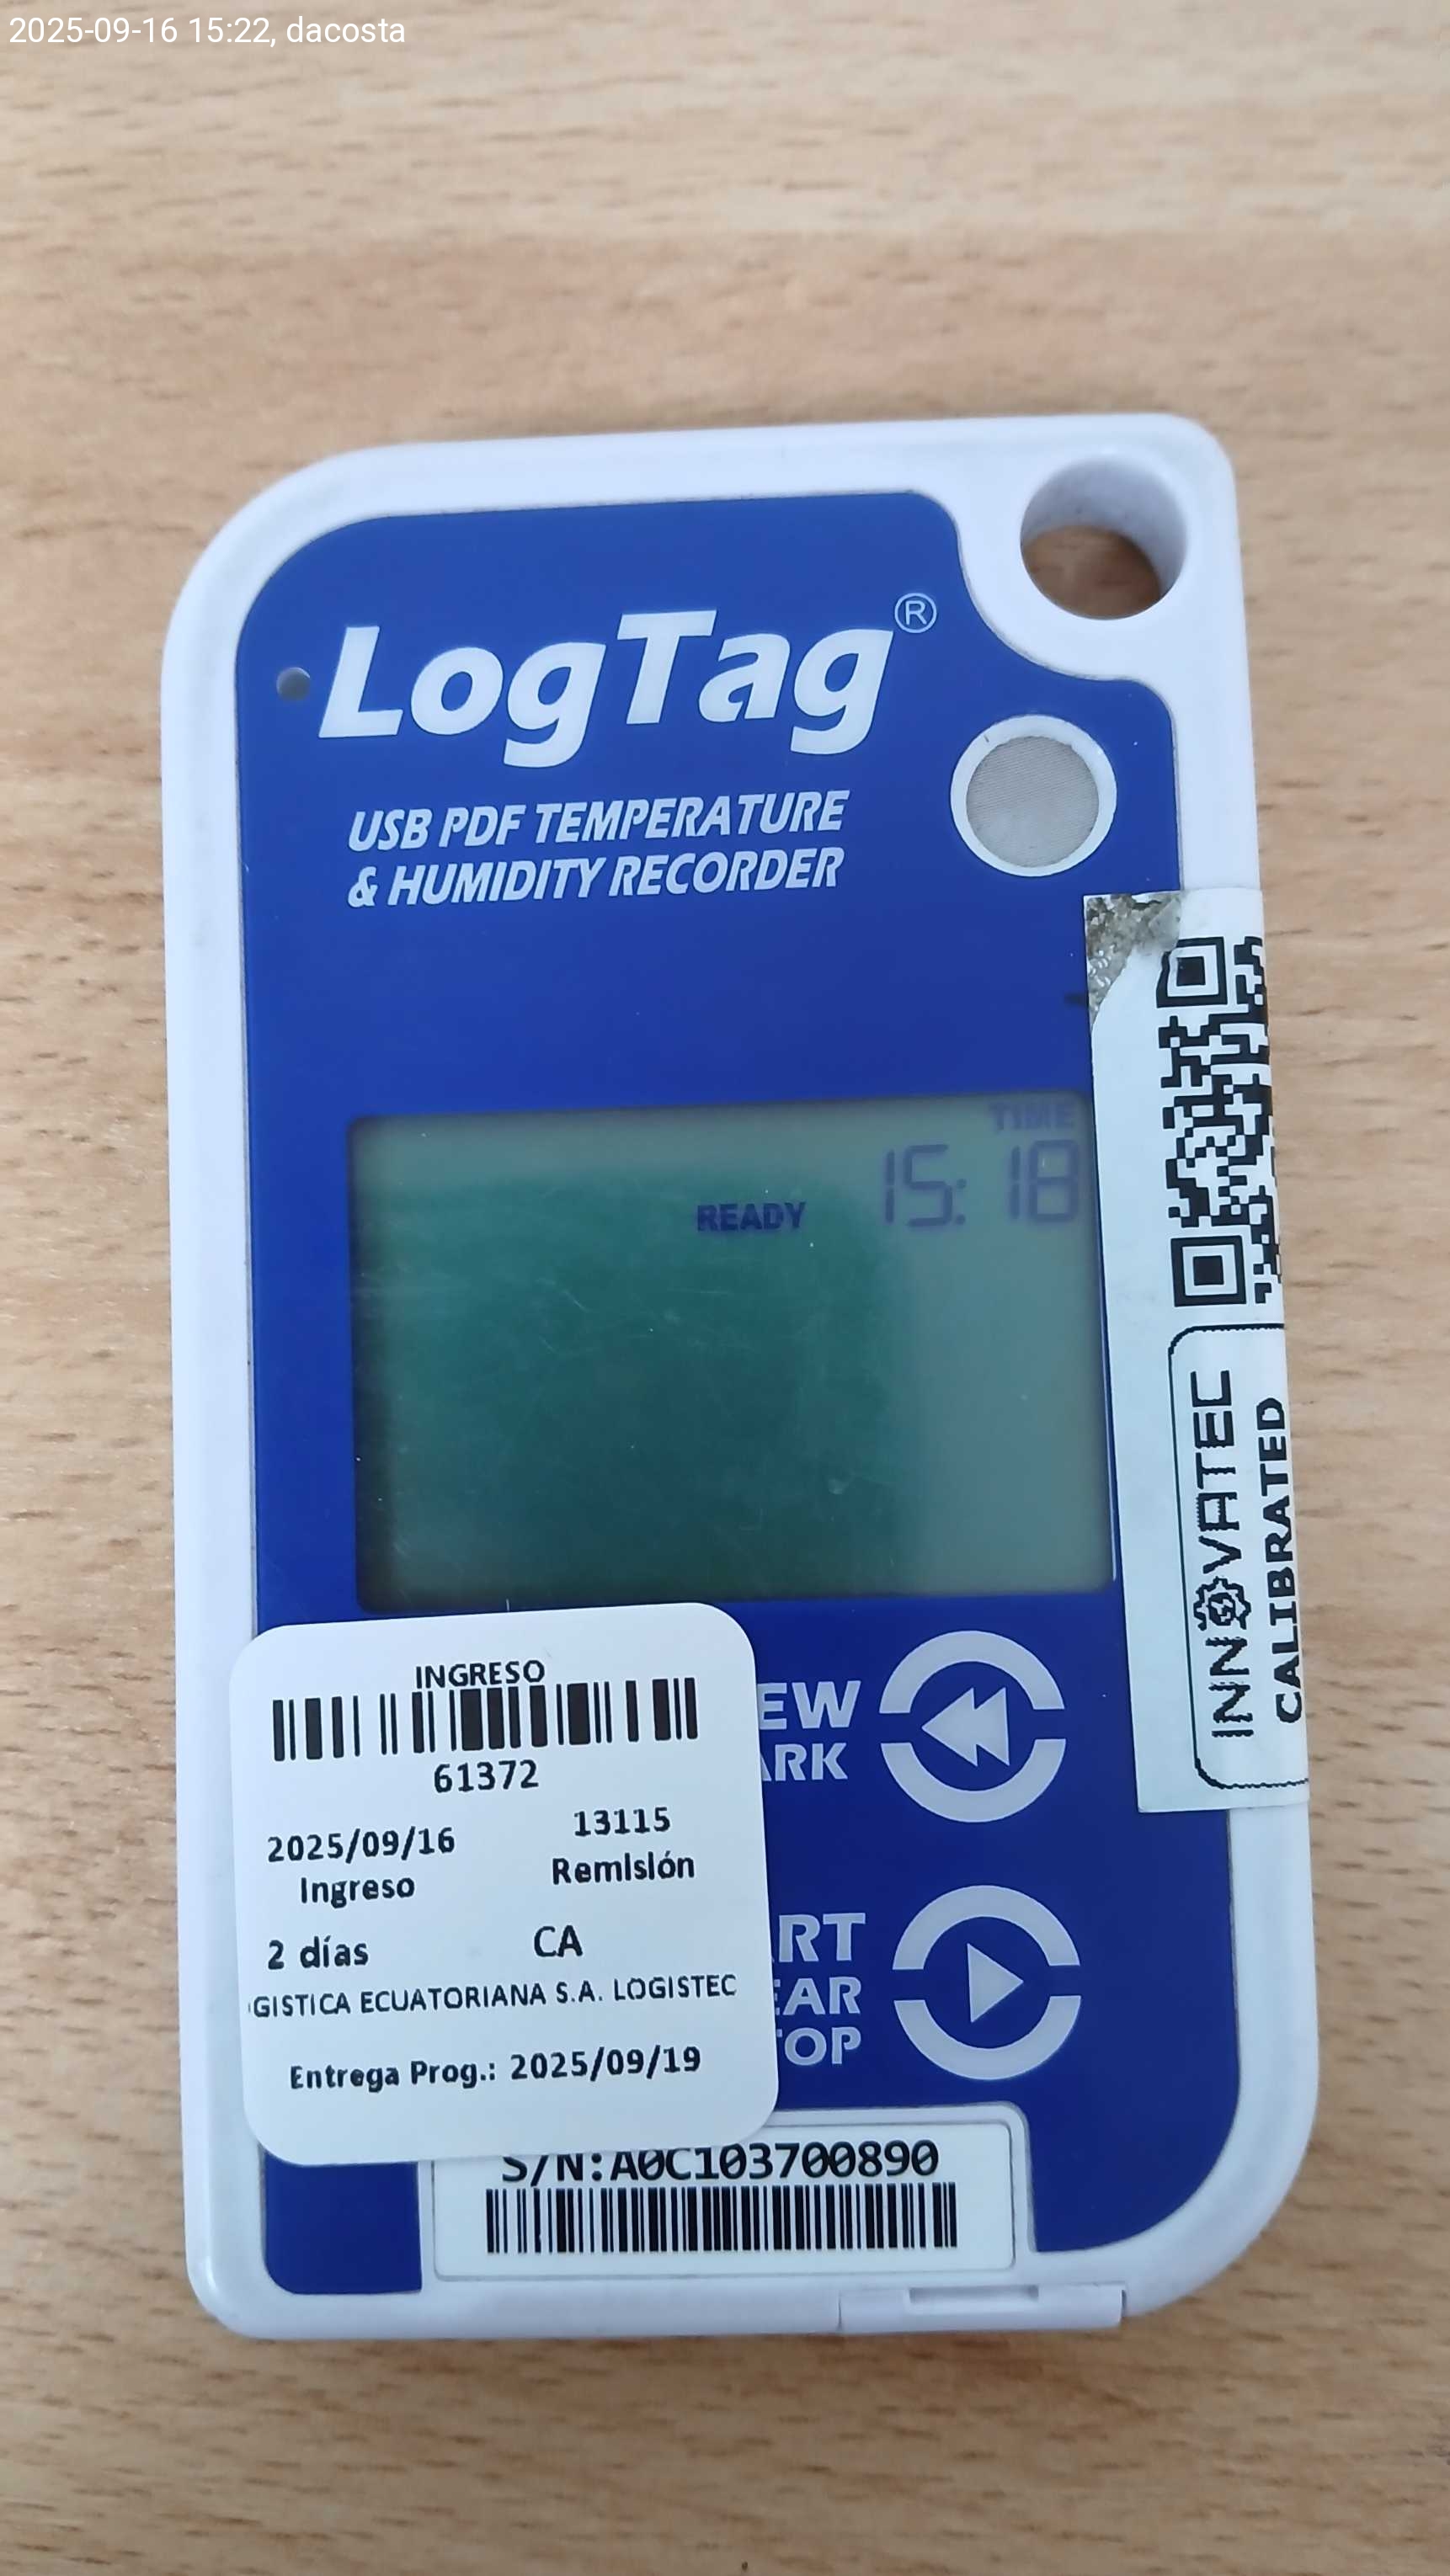 2025-09-16 15:22, dacosta
LogTag®
USB PDF TEMPERATURE
& HUMIDITY RECORDER
TIME
15:18
READY
INNOVATEC
CALIBRATED
INGRESO
61372
2025/09/16
Ingreso
13115
Remisión
2 días
CA
GISTICA ECUATORIANA S.A. LOGISTEC
Entrega Prog.: 2025/09/19
EW
ARK
RT
EAR
TOP
S/N:A0C103700890